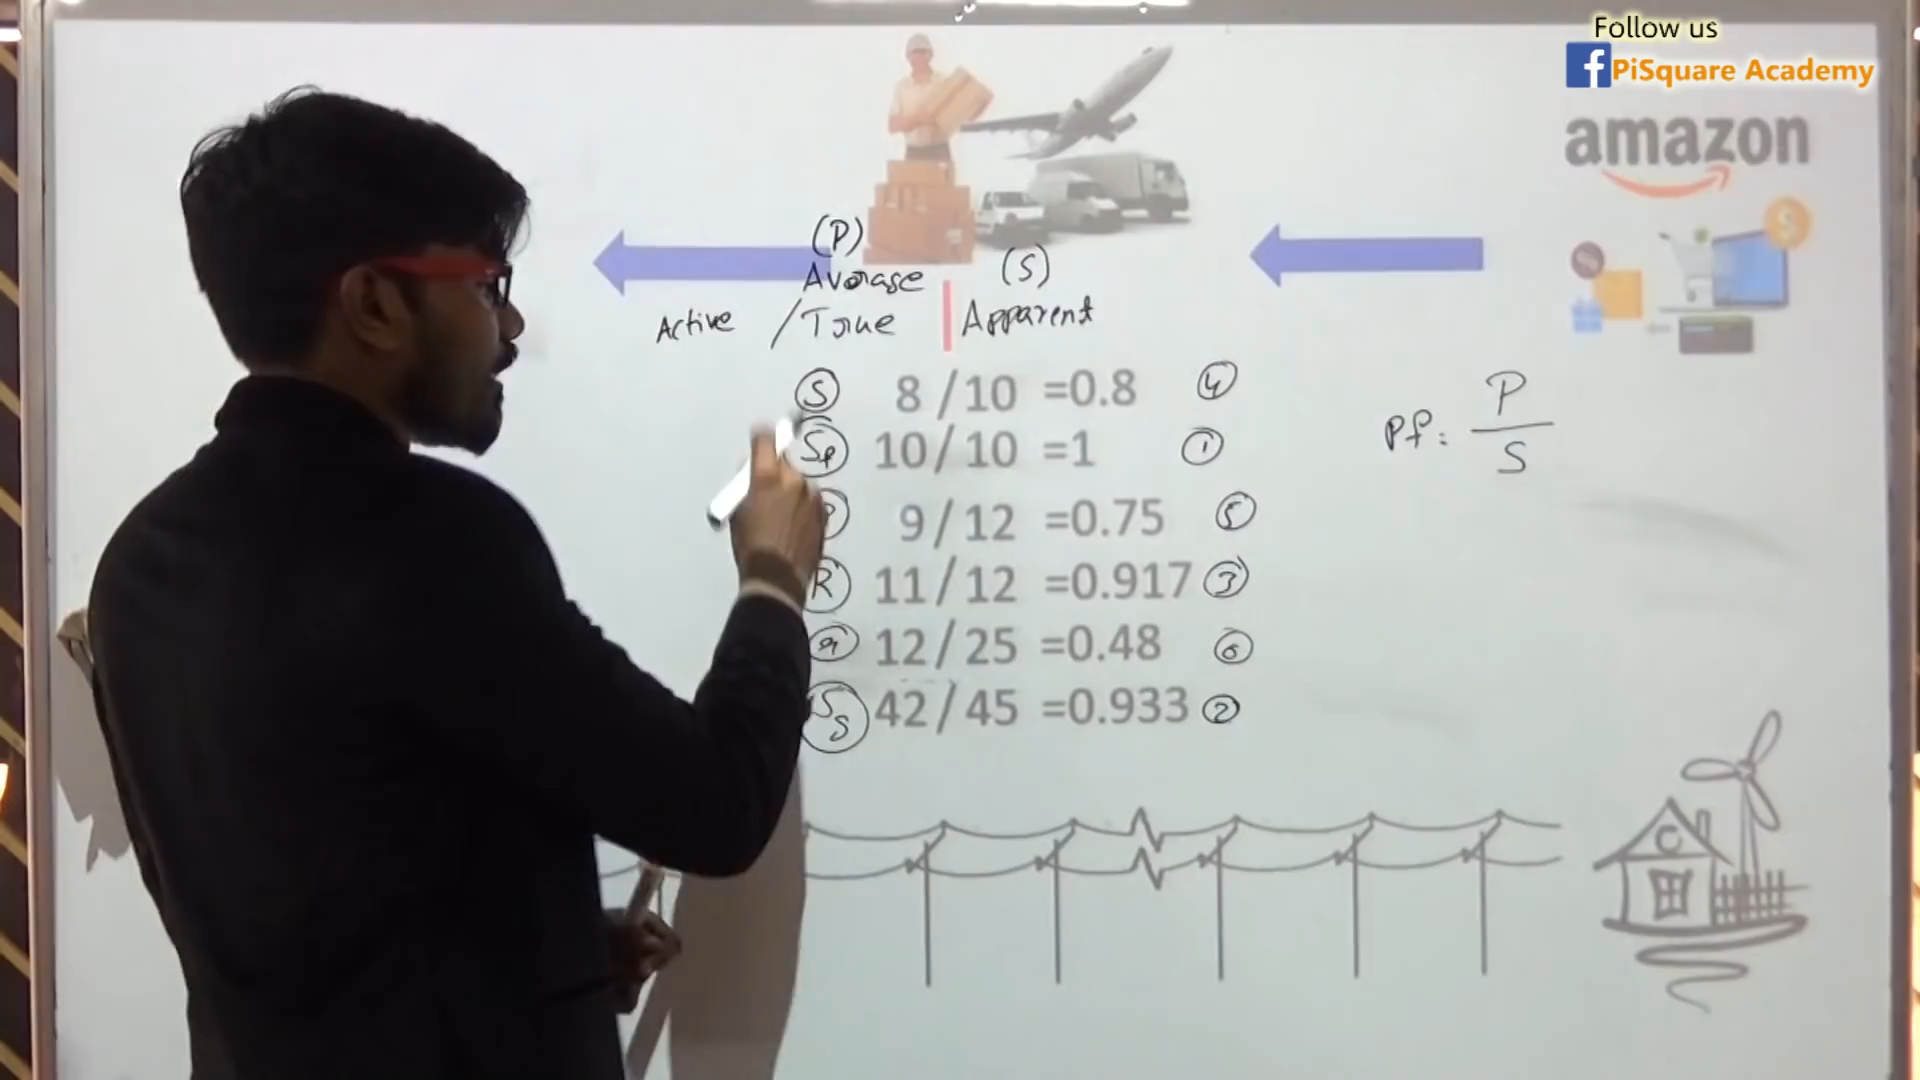 Follow us
PiSquare Academy
amazon
(P)
Average
(S)
Active / True | Apparent
S 8 / 10 =0.8 4
Sp 10 / 10 =1 1
9 / 12 =0.75 5
R 11 / 12 =0.917 3
12 / 25 =0.48 6
Ss 42 / 45 =0.933 2
Pf: P
S